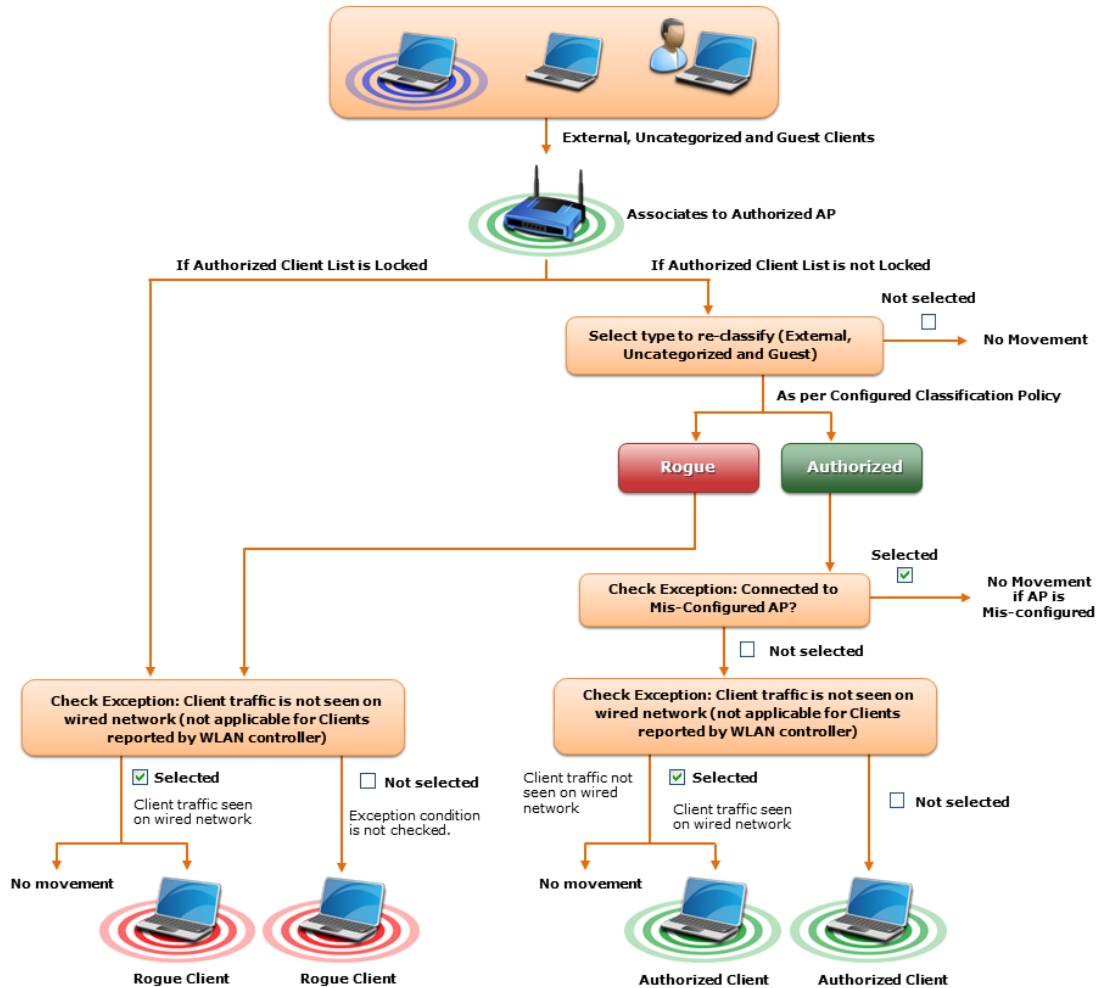 External, Uncategorized and Guest Clients
Associates to Authorized AP
If Authorized Client List is Locked
If Authorized Client List is not Locked
Not selected
Select type to re-classify (External,
Uncategorized and Guest)
No Movement
As per Configured Classification Policy
Rogue
Authorized
Selected
Check Exception: Connected to
Mis-Configured AP?
No Movement
if AP is
Mis-configured
Not selected
Check Exception: Client traffic is not seen on
wired network (not applicable for Clients
reported by WLAN controller)
Check Exception: Client traffic is not seen on
wired network (not applicable for Clients
reported by WLAN controller)
Selected
Client traffic seen
on wired network
Not selected
Exception condition
is not checked.
Client traffic not
seen on wired
network
Selected
Client traffic seen
on wired network
Not selected
No movement
No movement
Rogue Client
Rogue Client
Authorized Client
Authorized Client